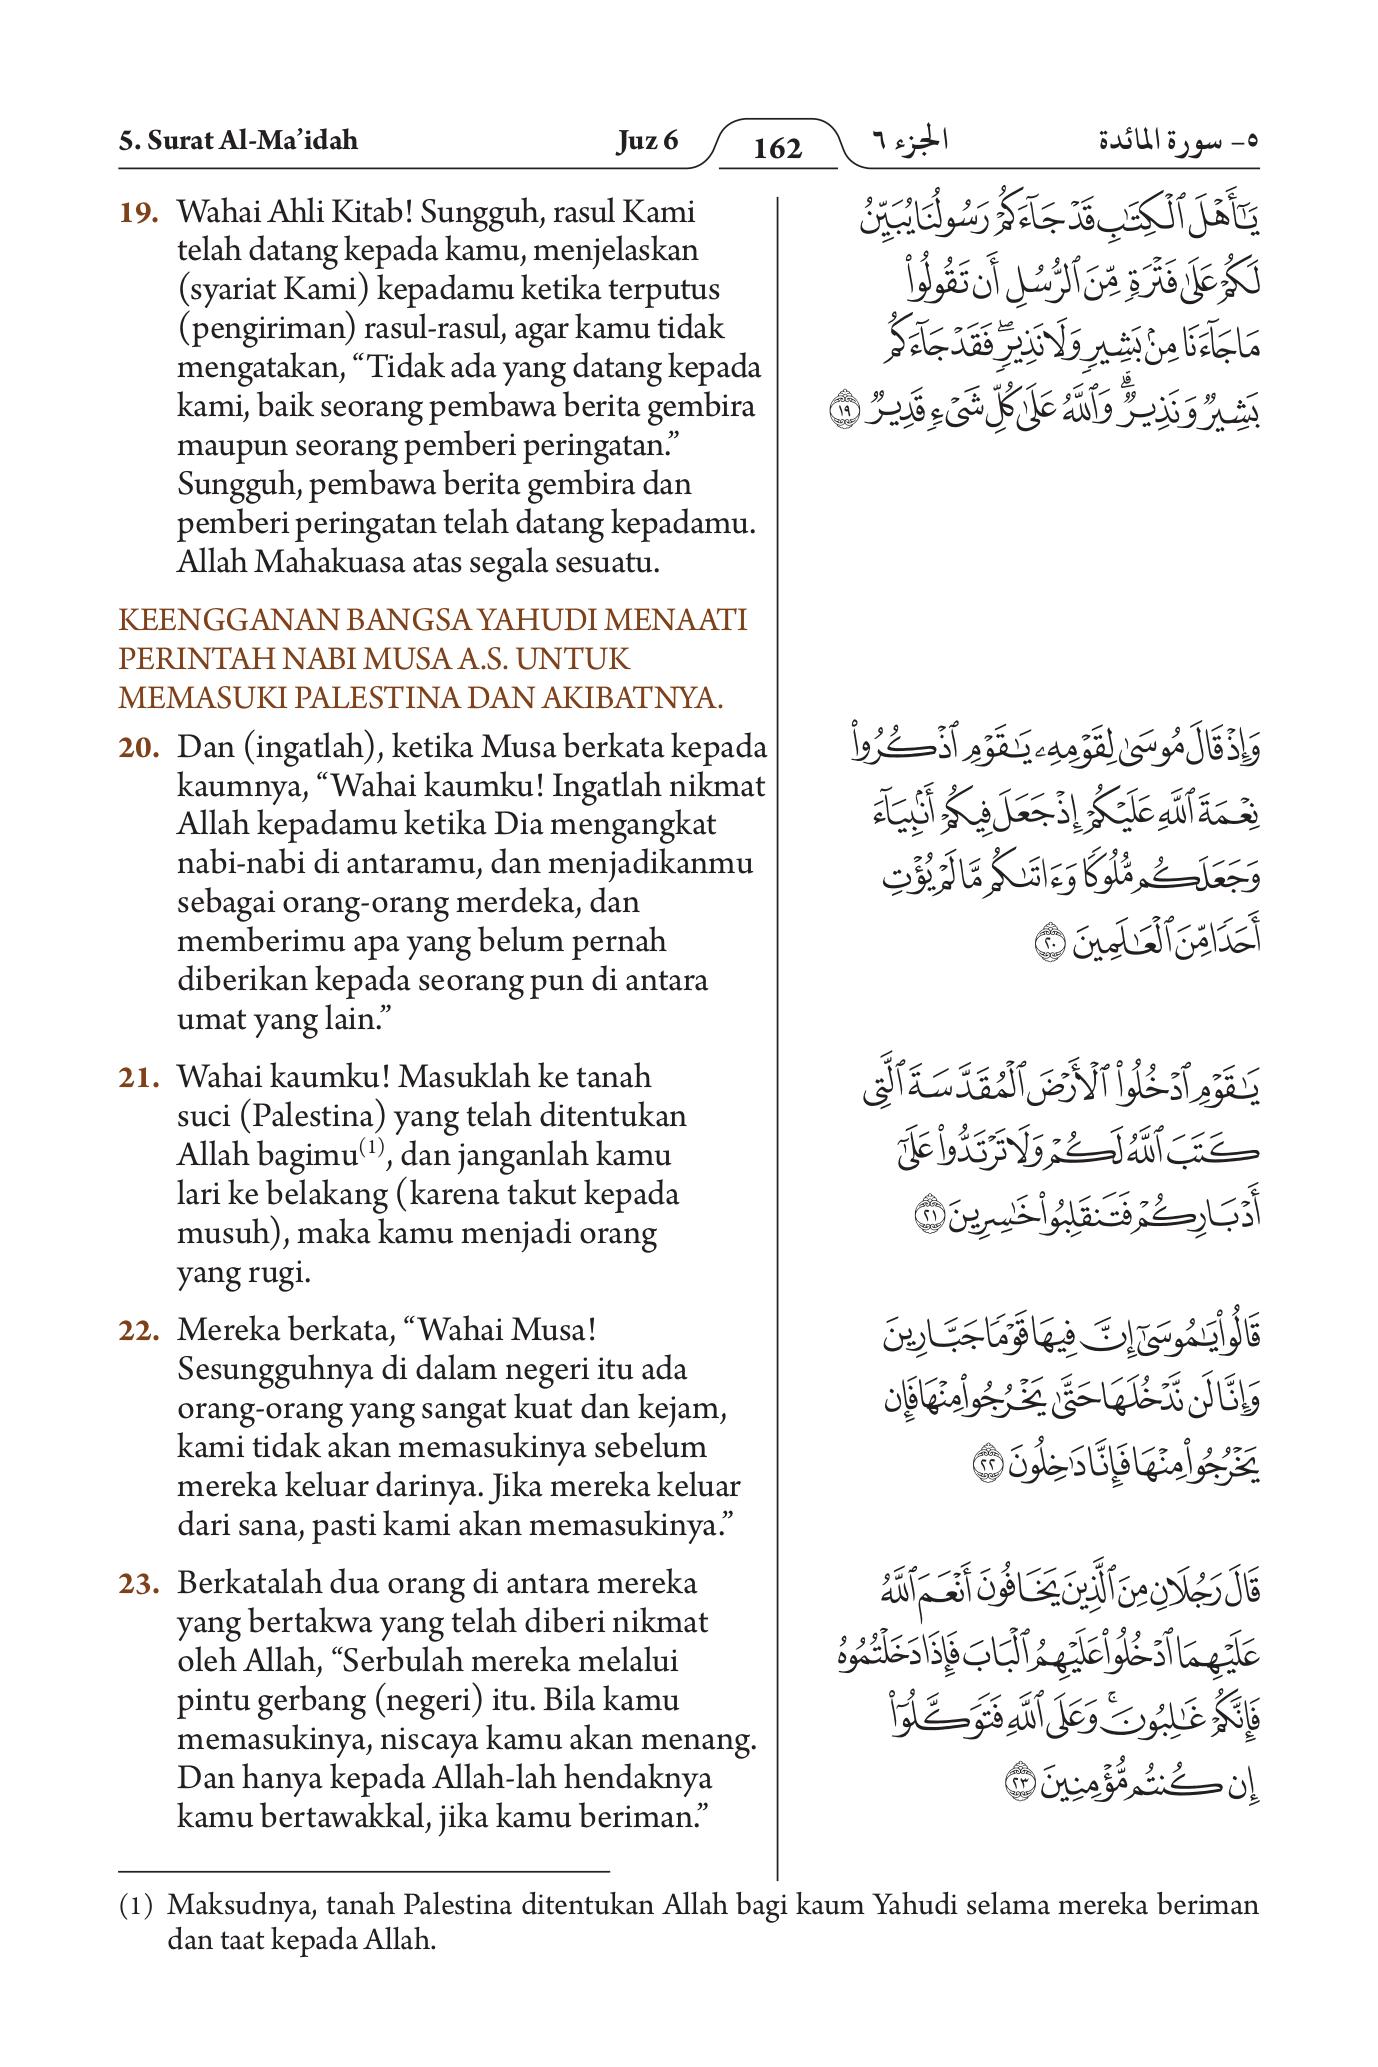 5. Surat Al-Ma’idah
Juz 6
162
الجزء ٦
٥- سورة المائدة
19. Wahai Ahli Kitab! Sungguh, rasul Kami
telah datang kepada kamu, menjelaskan
(syariat Kami) kepadamu ketika terputus
(pengiriman) rasul-rasul, agar kamu tidak
mengatakan, “Tidak ada yang datang kepada
kami, baik seorang pembawa berita gembira
maupun seorang pemberi peringatan.”
Sungguh, pembawa berita gembira dan
pemberi peringatan telah datang kepadamu.
Allah Mahakuasa atas segala sesuatu.
KEENGGANAN BANGSA YAHUDI MENAATI
PERINTAH NABI MUSA A.S. UNTUK
MEMASUKI PALESTINA DAN AKIBATNYA.
20. Dan (ingatlah), ketika Musa berkata kepada
kaumnya, “Wahai kaumku! Ingatlah nikmat
Allah kepadamu ketika Dia mengangkat
nabi-nabi di antaramu, dan menjadikanmu
sebagai orang-orang merdeka, dan
memberimu apa yang belum pernah
diberikan kepada seorang pun di antara
umat yang lain.”
21. Wahai kaumku! Masuklah ke tanah
suci (Palestina) yang telah ditentukan
Allah bagimu(1), dan janganlah kamu
lari ke belakang (karena takut kepada
musuh), maka kamu menjadi orang
yang rugi.
22. Mereka berkata, “Wahai Musa!
Sesungguhnya di dalam negeri itu ada
orang-orang yang sangat kuat dan kejam,
kami tidak akan memasukinya sebelum
mereka keluar darinya. Jika mereka keluar
dari sana, pasti kami akan memasukinya.”
23. Berkatalah dua orang di antara mereka
yang bertakwa yang telah diberi nikmat
oleh Allah, “Serbulah mereka melalui
pintu gerbang (negeri) itu. Bila kamu
memasukinya, niscaya kamu akan menang.
Dan hanya kepada Allah-lah hendaknya
kamu bertawakkal, jika kamu beriman.”
يَـٰٓأَهْلَ ٱلْكِتَـٰبِ قَدْ جَآءَكُمْ رَسُولُنَا يُبَيِّنُ
لَكُمْ عَلَىٰ فَتْرَةٍ مِّنَ ٱلرُّسُلِ أَن تَقُولُوا۟
مَا جَآءَنَا مِنۢ بَشِيرٍ وَلَا نَذِيرٍ ۖ فَقَدْ جَآءَكُم
بَشِيرٌ وَنَذِيرٌ ۗ وَٱللَّهُ عَلَىٰ كُلِّ شَىْءٍ قَدِيرٌ ١٩
وَإِذْ قَالَ مُوسَىٰ لِقَوْمِهِۦ يَـٰقَوْمِ ٱذْكُرُوا۟
نِعْمَةَ ٱللَّهِ عَلَيْكُمْ إِذْ جَعَلَ فِيكُمْ أَنۢبِيَآءَ
وَجَعَلَكُم مُّلُوكًا وَءَاتَىٰكُم مَّا لَمْ يُؤْتِ
أَحَدًا مِّنَ ٱلْعَـٰلَمِينَ ٢٠
يَـٰقَوْمِ ٱدْخُلُوا۟ ٱلْأَرْضَ ٱلْمُقَدَّسَةَ ٱلَّتِى
كَتَبَ ٱللَّهُ لَكُمْ وَلَا تَرْتَدُّوا۟ عَلَىٰٓ
أَدْبَارِكُمْ فَتَنقَلِبُوا۟ خَـٰسِرِينَ ٢١
قَالُوا۟ يَـٰمُوسَىٰٓ إِنَّ فِيهَا قَوْمًا جَبَّارِينَ
وَإِنَّا لَن نَّدْخُلَهَا حَتَّىٰ يَخْرُجُوا۟ مِنْهَا فَإِن
يَخْرُجُوا۟ مِنْهَا فَإِنَّا دَٰخِلُونَ ٢٢
قَالَ رَجُلَانِ مِنَ ٱلَّذِينَ يَخَافُونَ أَنْعَمَ ٱللَّهُ
عَلَيْهِمَا ٱدْخُلُوا۟ عَلَيْهِمُ ٱلْبَابَ فَإِذَا دَخَلْتُمُوهُ
فَإِنَّكُمْ غَـٰلِبُونَ ۚ وَعَلَى ٱللَّهِ فَتَوَكَّلُوٓا۟
إِن كُنتُم مُّؤْمِنِينَ ٢٣
(1) Maksudnya, tanah Palestina ditentukan Allah bagi kaum Yahudi selama mereka beriman
dan taat kepada Allah.